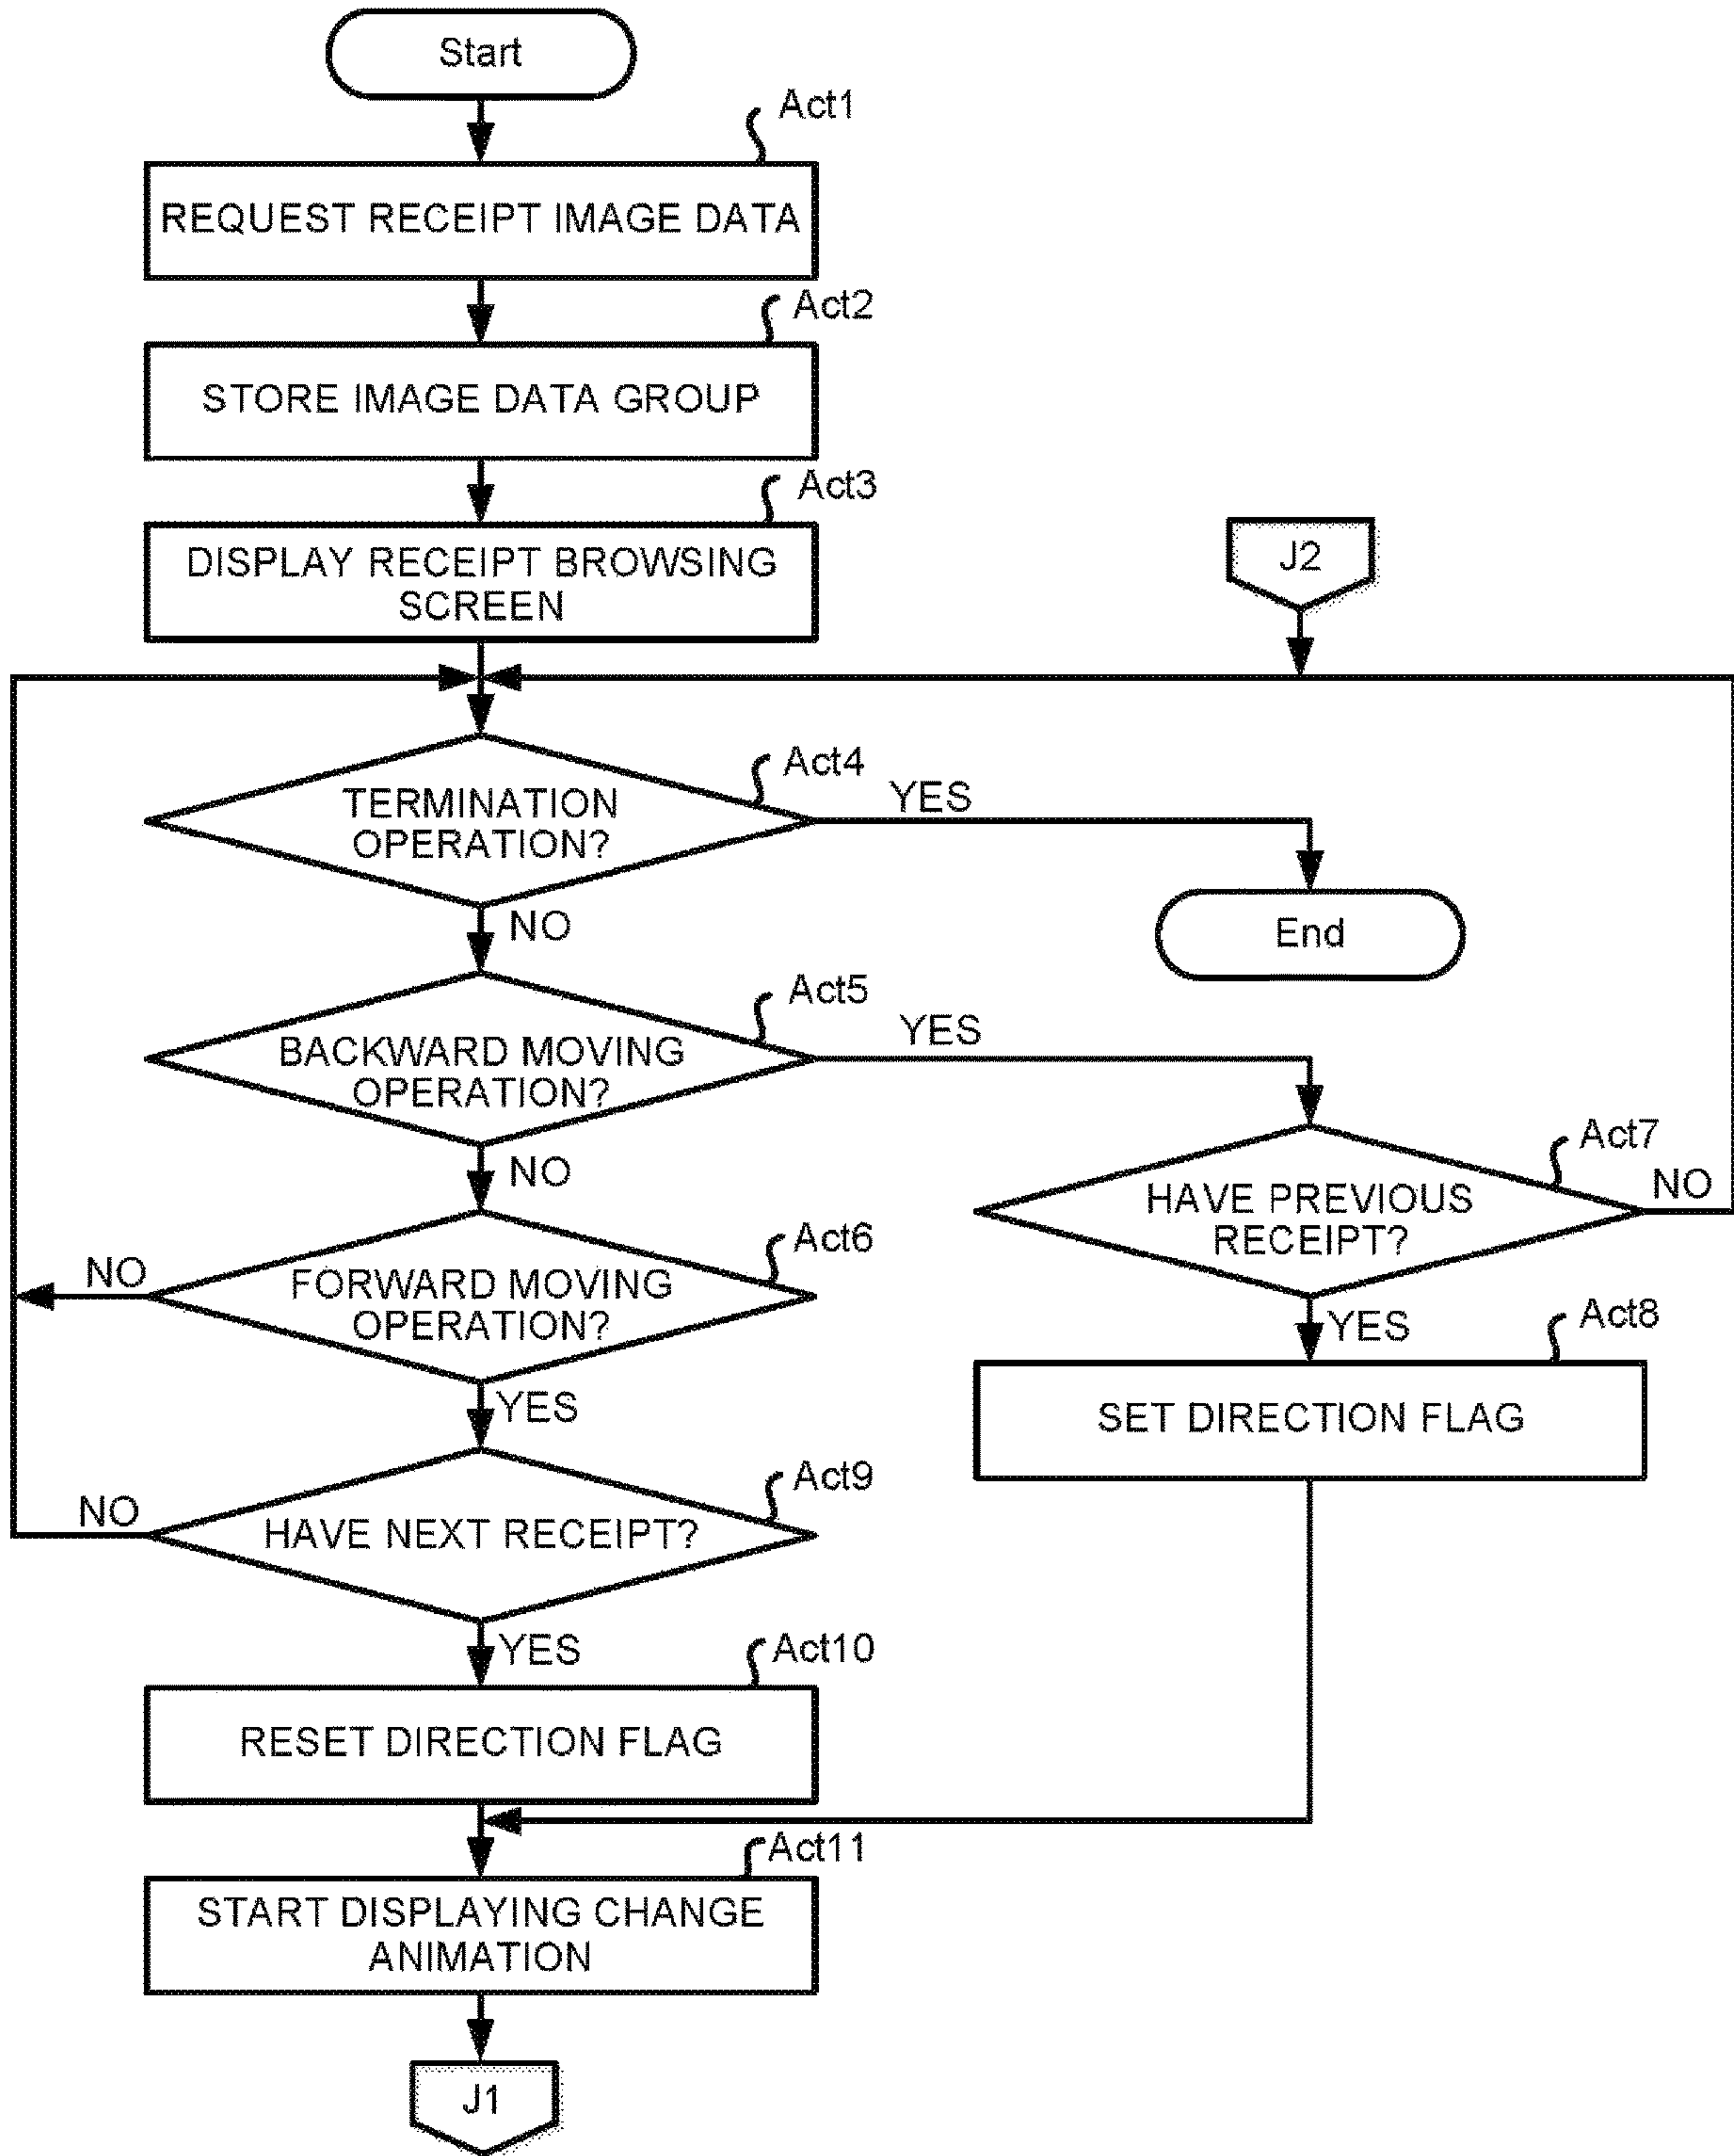 Start
Act1
REQUEST RECEIPT IMAGE DATA
Act2
STORE IMAGE DATA GROUP
Act3
DISPLAY RECEIPT BROWSING
SCREEN
J2
Act4
TERMINATION
OPERATION?
YES
NO
End
Act5
BACKWARD MOVING
OPERATION?
YES
NO
Act7
HAVE PREVIOUS
RECEIPT?
NO
YES
Act6
FORWARD MOVING
OPERATION?
NO
YES
Act8
SET DIRECTION FLAG
Act9
HAVE NEXT RECEIPT?
NO
YES
Act10
RESET DIRECTION FLAG
Act11
START DISPLAYING CHANGE
ANIMATION
J1